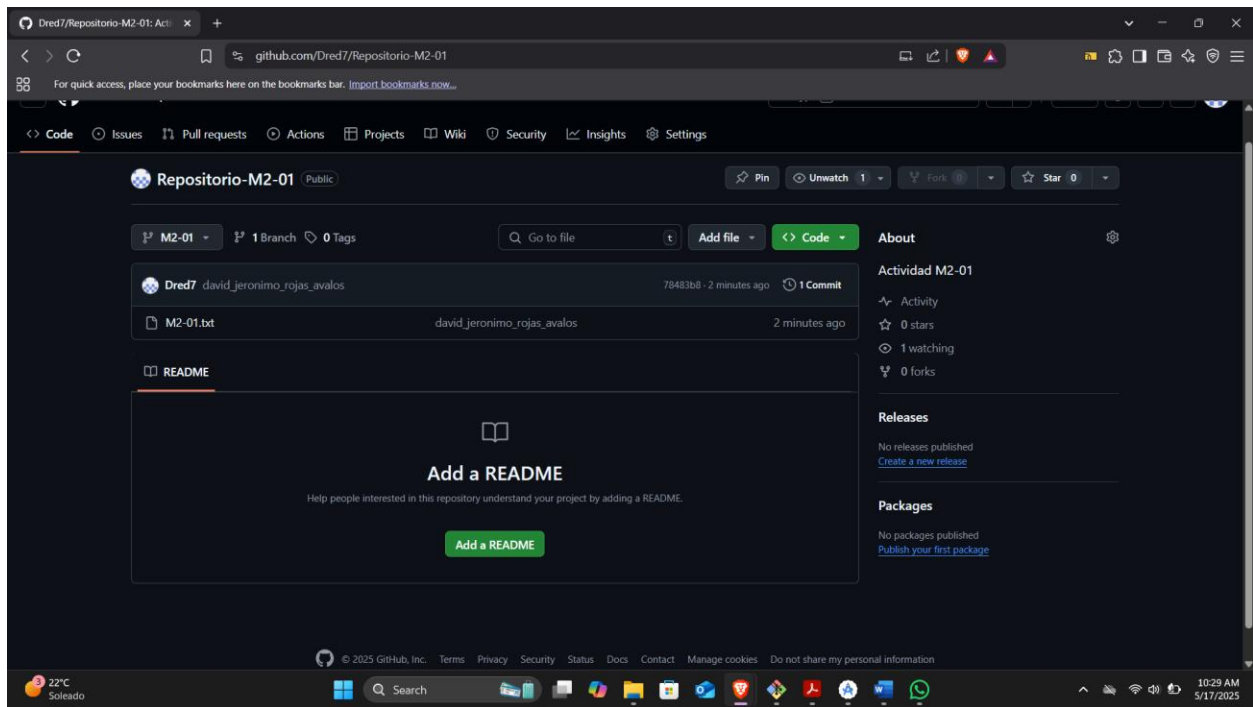 Dred7/Repositorio-M2-01: Acti
github.com/Dred7/Repositorio-M2-01
For quick access, place your bookmarks here on the bookmarks bar. Import bookmarks now...
Code Issues Pull requests Actions Projects Wiki Security Insights Settings
Repositorio-M2-01 Public Pin Unwatch 1 Fork 0 Star 0
M2-01 1 Branch 0 Tags Go to file t Add file Code
Dred7 david_jeronimo_rojas_avalos 78483b8 · 2 minutes ago 1 Commit
M2-01.txt david_jeronimo_rojas_avalos 2 minutes ago
README
Add a README
Help people interested in this repository understand your project by adding a README.
Add a README
About
Actividad M2-01
Activity
0 stars
1 watching
0 forks
Releases
No releases published
Create a new release
Packages
No packages published
Publish your first package
© 2025 GitHub, Inc. Terms Privacy Security Status Docs Contact Manage cookies Do not share my personal information
3 22°C
Soleado
Search
10:29 AM
5/17/2025